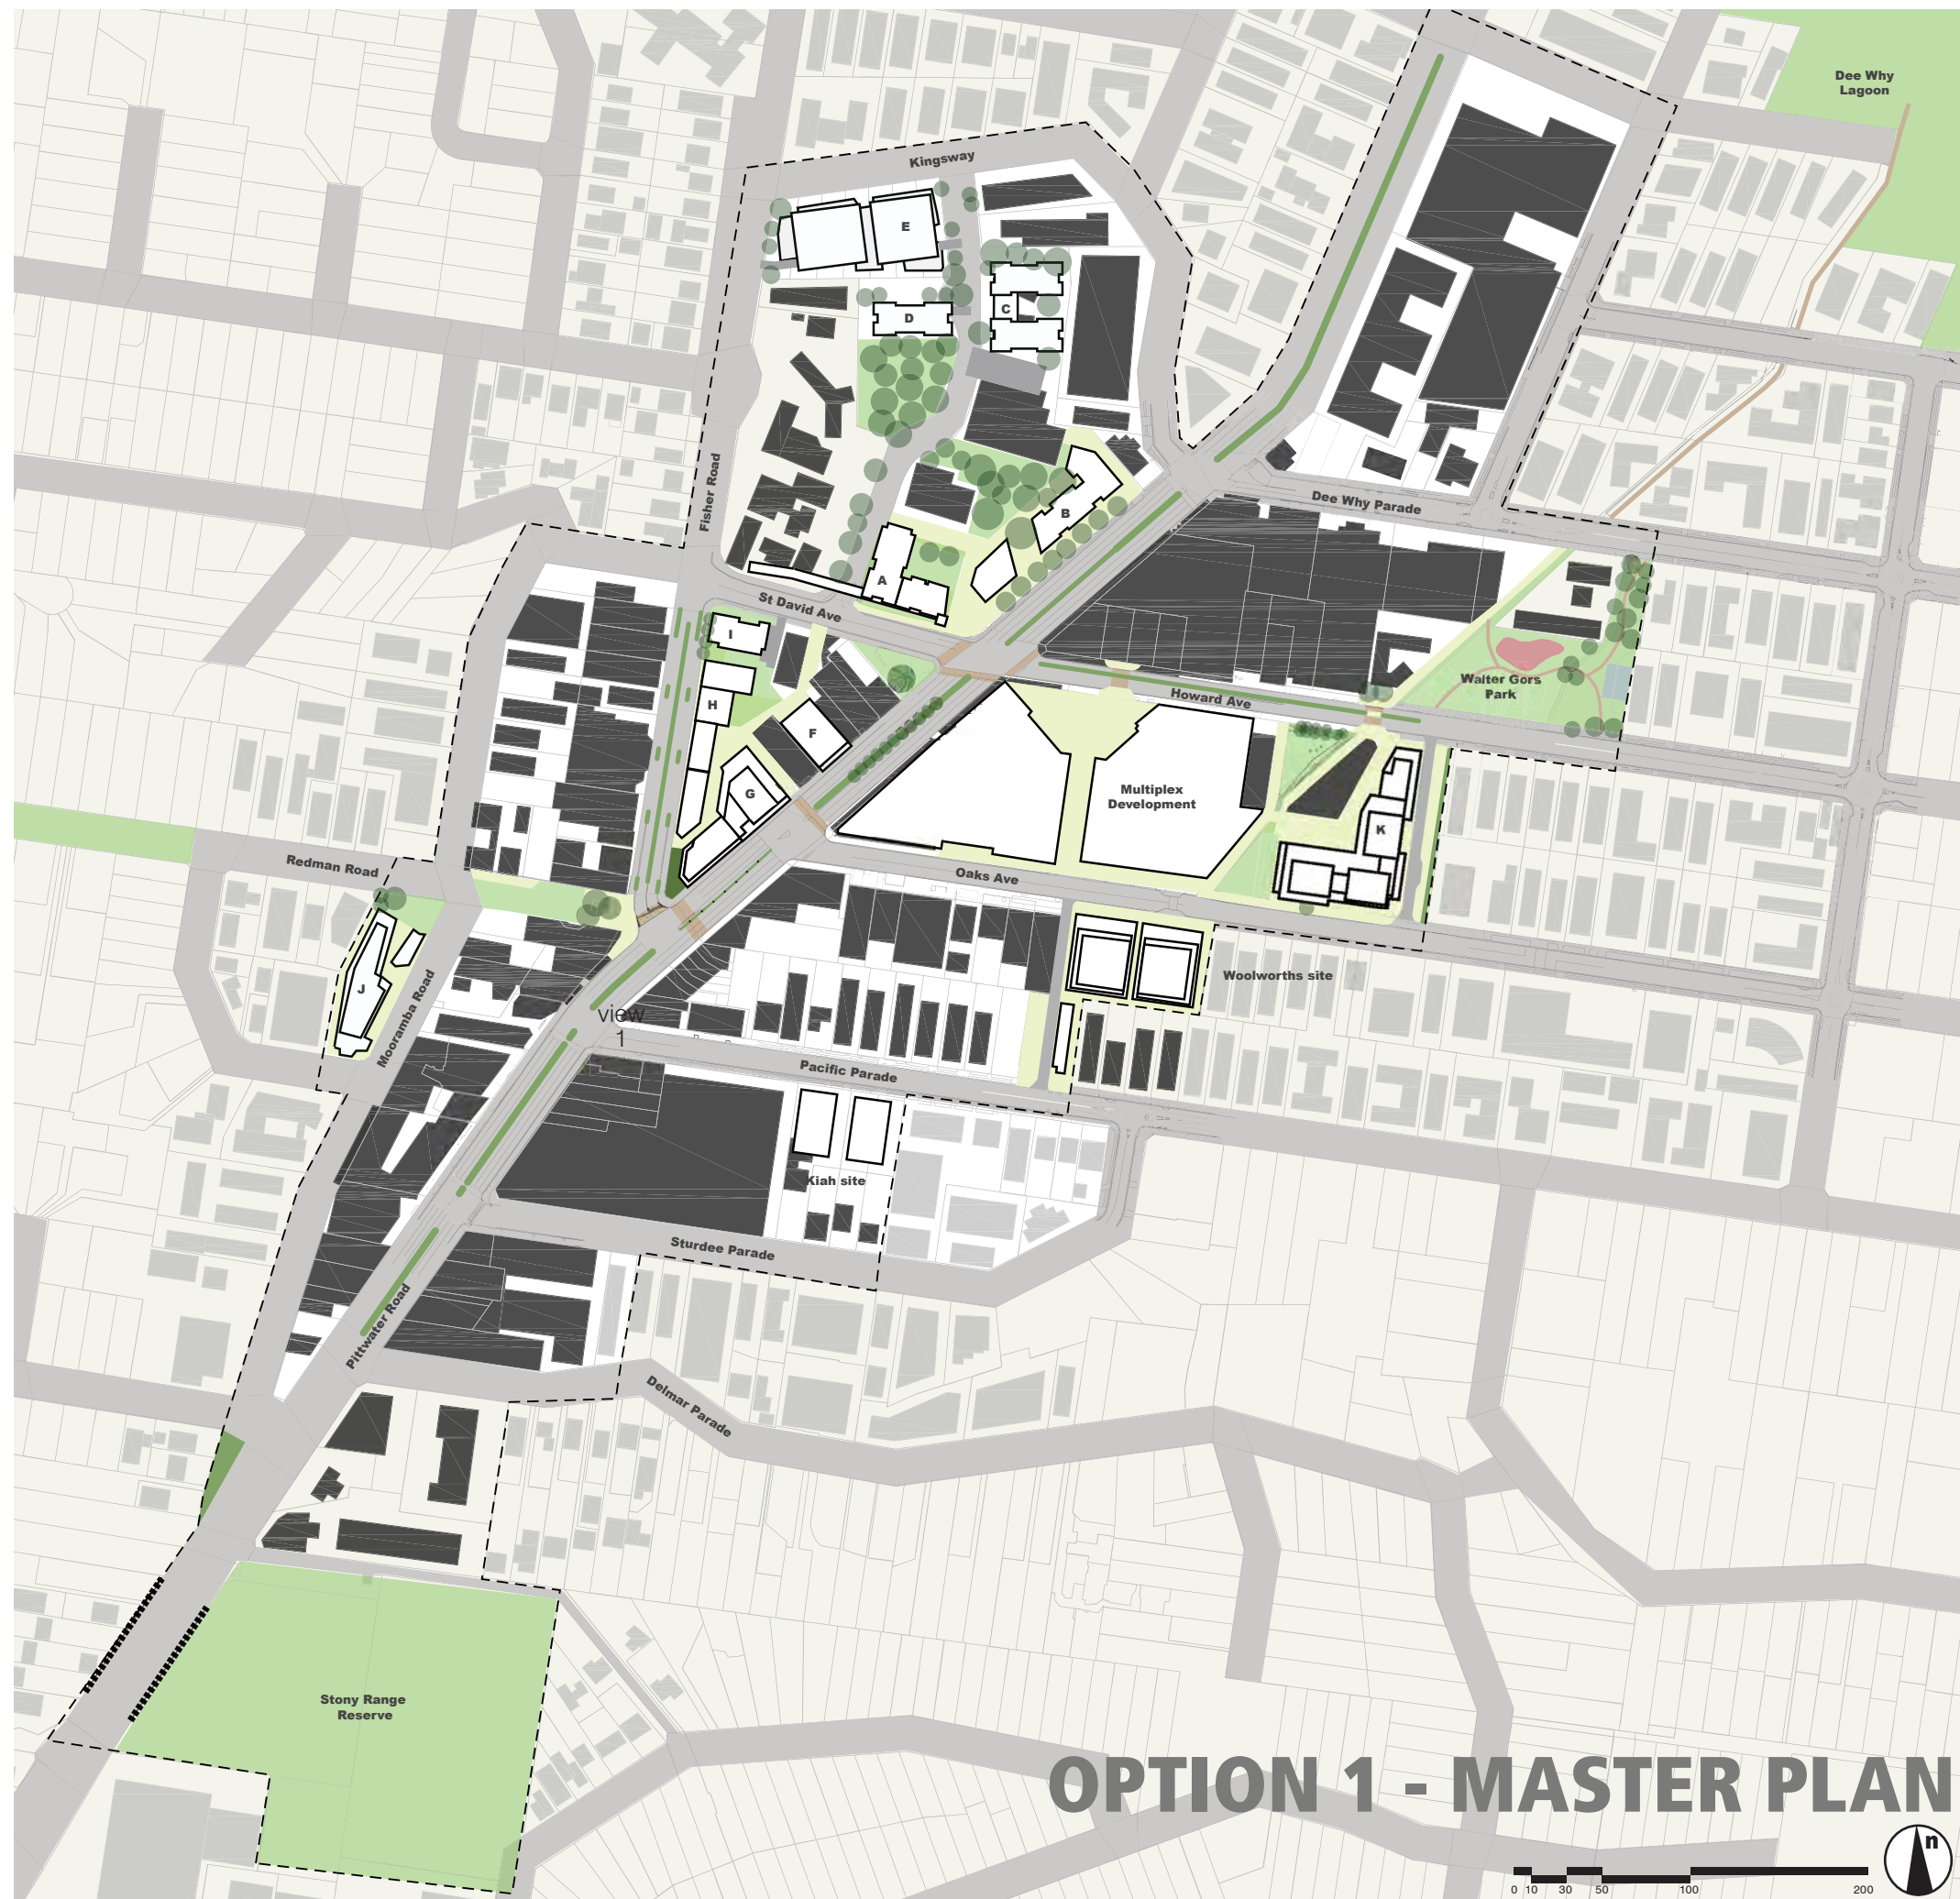 Dee Why
Lagoon
Kingsway
E
D
C
Fisher Road
B
Dee Why Parade
A
St David Ave
I
Walter Gors
Park
Howard Ave
H
F
G
Multiplex
Development
K
Redman Road
Oaks Ave
J
Mooramba Road
Woolworths site
view
1
Pacific Parade
Kiah site
Sturdee Parade
Pittwater Road
Delmar Parade
Stony Range
Reserve
OPTION 1 - MASTER PLAN
n
0 10 30 50 100 200